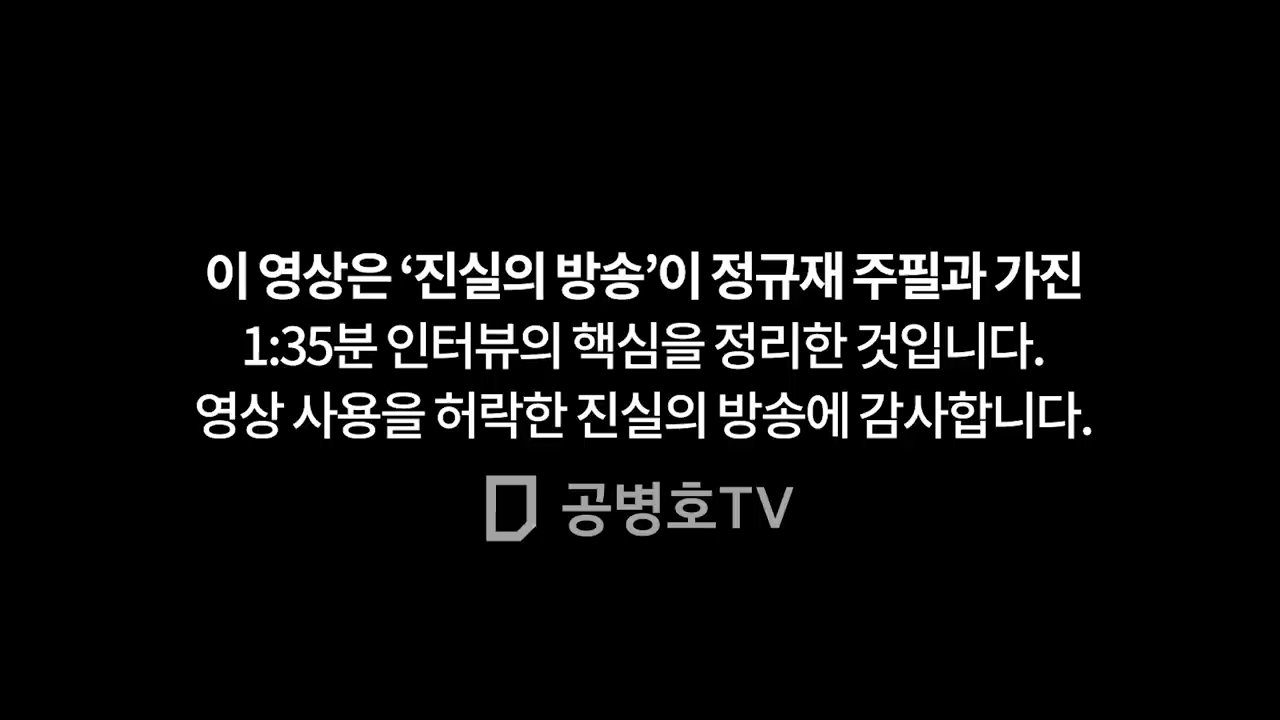 이 영상은 ‘진실의 방송’이 정규재 주필과 가진
1:35분 인터뷰의 핵심을 정리한 것입니다.
영상 사용을 허락한 진실의 방송에 감사합니다.
공병호TV